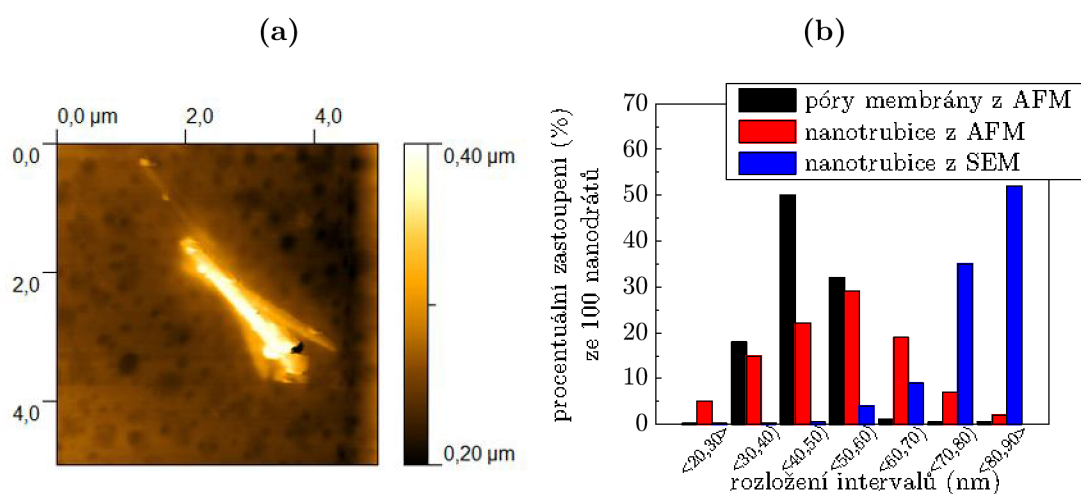 (a)
(b)
0,0 µm 2,0 4,0
0,0
2,0
4,0
0,40 µm
0,20 µm
procentuální zastoupení (%)
ze 100 nanodrátů
70
60
50
40
30
20
10
0
póry membrány z AFM
nanotrubice z AFM
nanotrubice z SEM
<20,30>
<30,40)
<40,50)
<50,60)
<60,70)
<70,80)
<80,90>
rozložení intervalů (nm)